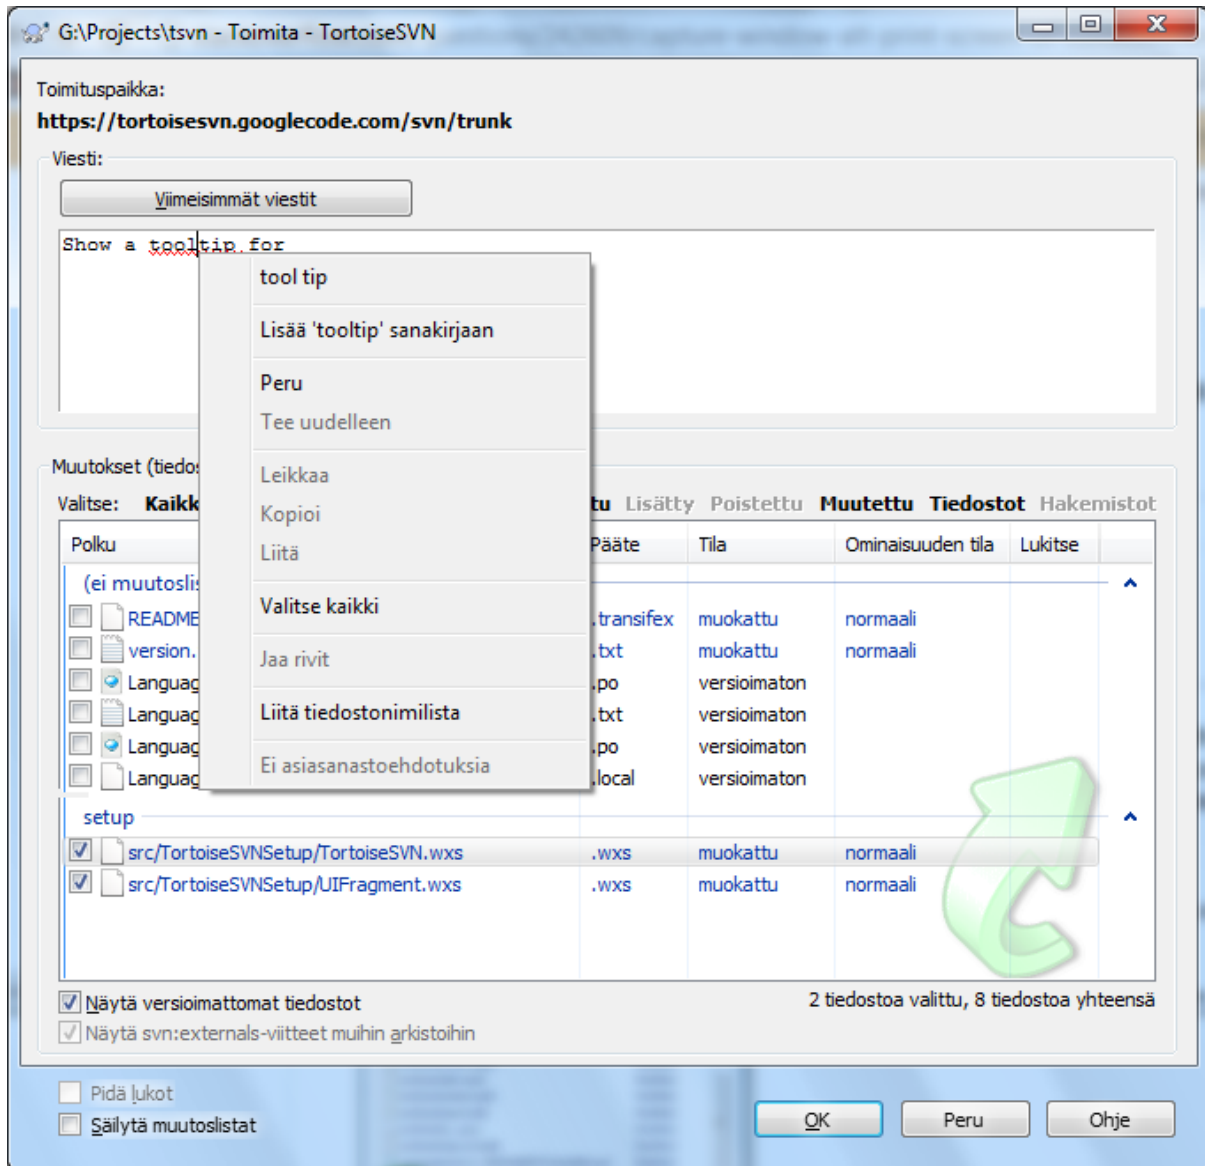 G:\Projects\tsvn - Toimita - TortoiseSVN
Toimituspaikka:
https://tortoisesvn.googlecode.com/svn/trunk
Viesti:
Viimeisimmät viestit
Show a tooltip for
tool tip
Lisää 'tooltip' sanakirjaan
Peru
Tee uudelleen
Leikkaa
Kopioi
Liitä
Valitse kaikki
Jaa rivit
Liitä tiedostonimilista
Ei asiasanastoehdotuksia
Muutokset (tiedos
Valitse: Kaikk tu Lisätty Poistettu Muutettu Tiedostot Hakemistot
Polku Pääte Tila Ominaisuuden tila Lukitse
(ei muutoslis
README .transifex muokattu normaali
version. .txt muokattu normaali
Languag .po versioimaton
Languag .txt versioimaton
Languag .po versioimaton
Languag .local versioimaton
setup
src/TortoiseSVNSetup/TortoiseSVN.wxs .wxs muokattu normaali
src/TortoiseSVNSetup/UIFragment.wxs .wxs muokattu normaali
Näytä versioimattomat tiedostot 2 tiedostoa valittu, 8 tiedostoa yhteensä
Näytä svn:externals-viitteet muihin arkistoihin
Pidä lukot
Säilytä muutoslistat
OK Peru Ohje